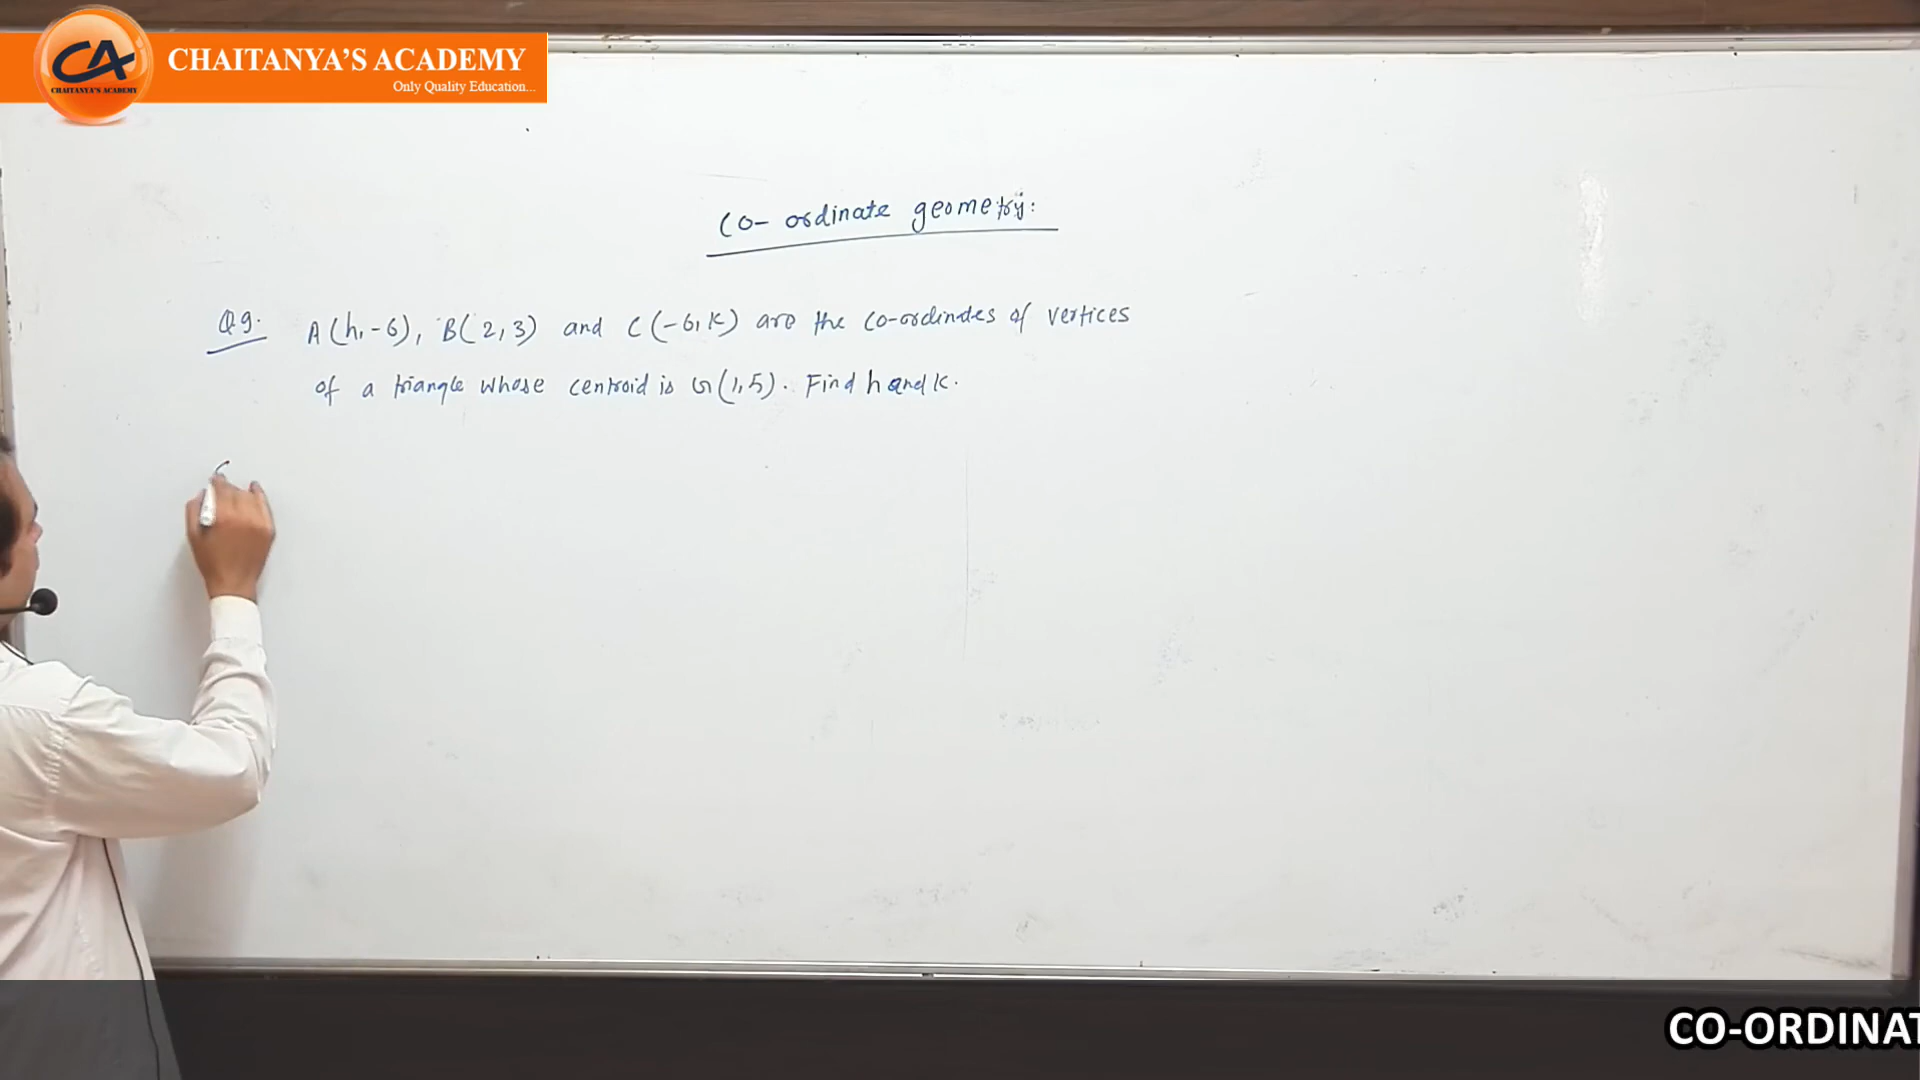 CHAITANYA'S ACADEMY
Only Quality Education...
CA
CHAITANYA'S ACADEMY
Co-ordinate geometry:
Q9. A(h,-6), B(2,3) and C(-6,k) are the co-ordinates of vertices
of a triangle whose centroid is G(1,5). Find h and k.
CO-ORDINAT